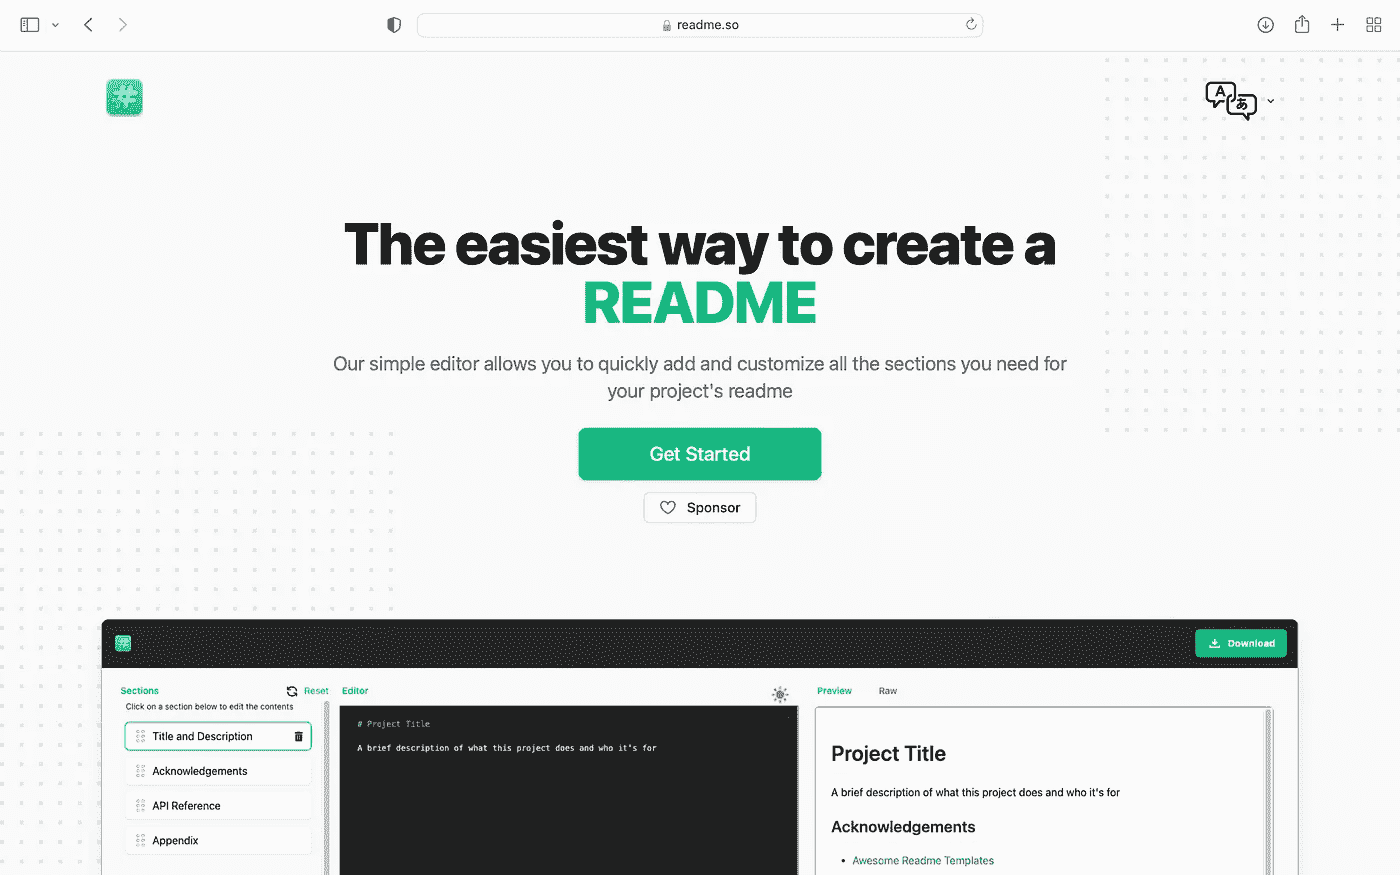 readme.so
#
A
あ
The easiest way to create a
README
Our simple editor allows you to quickly add and customize all the sections you need for
your project's readme
Get Started
Sponsor
Download
Sections
Reset
Click on a section below to edit the contents
Title and Description
Acknowledgements
API Reference
Appendix
Editor
# Project Title
A brief description of what this project does and who it's for
Preview
Raw
Project Title
A brief description of what this project does and who it's for
Acknowledgements
• Awesome Readme Templates